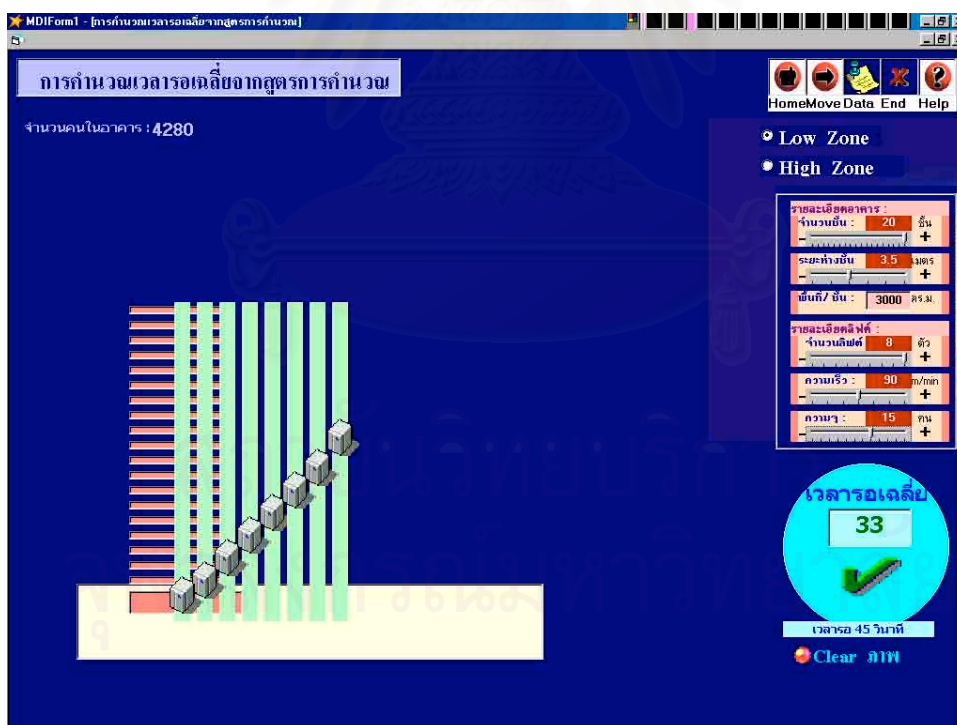 MDIForm1 - [การคำนวณเวลารอเฉลี่ยจากสูตรการคำนวณ]
การคำนวณเวลารอเฉลี่ยจากสูตรการคำนวณ
Home Move Data End Help
จำนวนคนในอาคาร : 4280
Low Zone
High Zone
รายละเอียดอาคาร :
จำนวนชั้น : 20 ชั้น
- +
ระยะห่างชั้น 3.5 เมตร
- +
พื้นที่/ ชั้น : 3000 ตร.ม.
รายละเอียดลิฟต์ :
จำนวนลิฟต์ 8 ตัว
- +
ความเร็ว : 90 m/min
- +
ความจุ : 15 คน
- +
เวลารอเฉลี่ย
33
เวลารอ 45 วินาที
Clear ภาพ